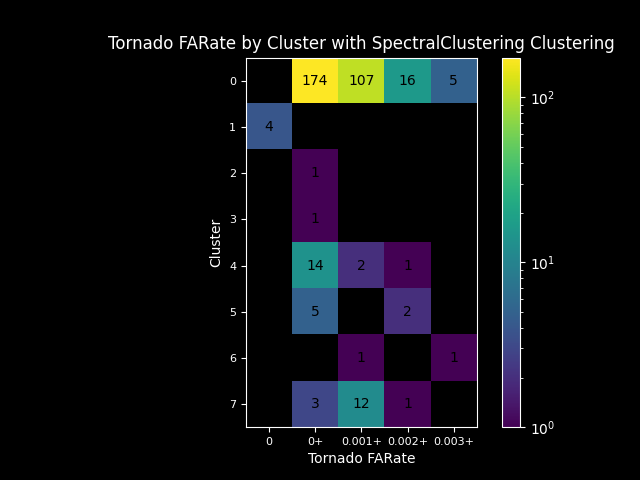 Tornado FARate by Cluster with SpectralClustering Clustering
0 174 107 16 5
1 4
2 1
3 1
4 14 2 1
5 5 2
6 1 1
7 3 12 1
0 0+ 0.001+ 0.002+ 0.003+
Tornado FARate
Cluster
10²
10¹
10⁰